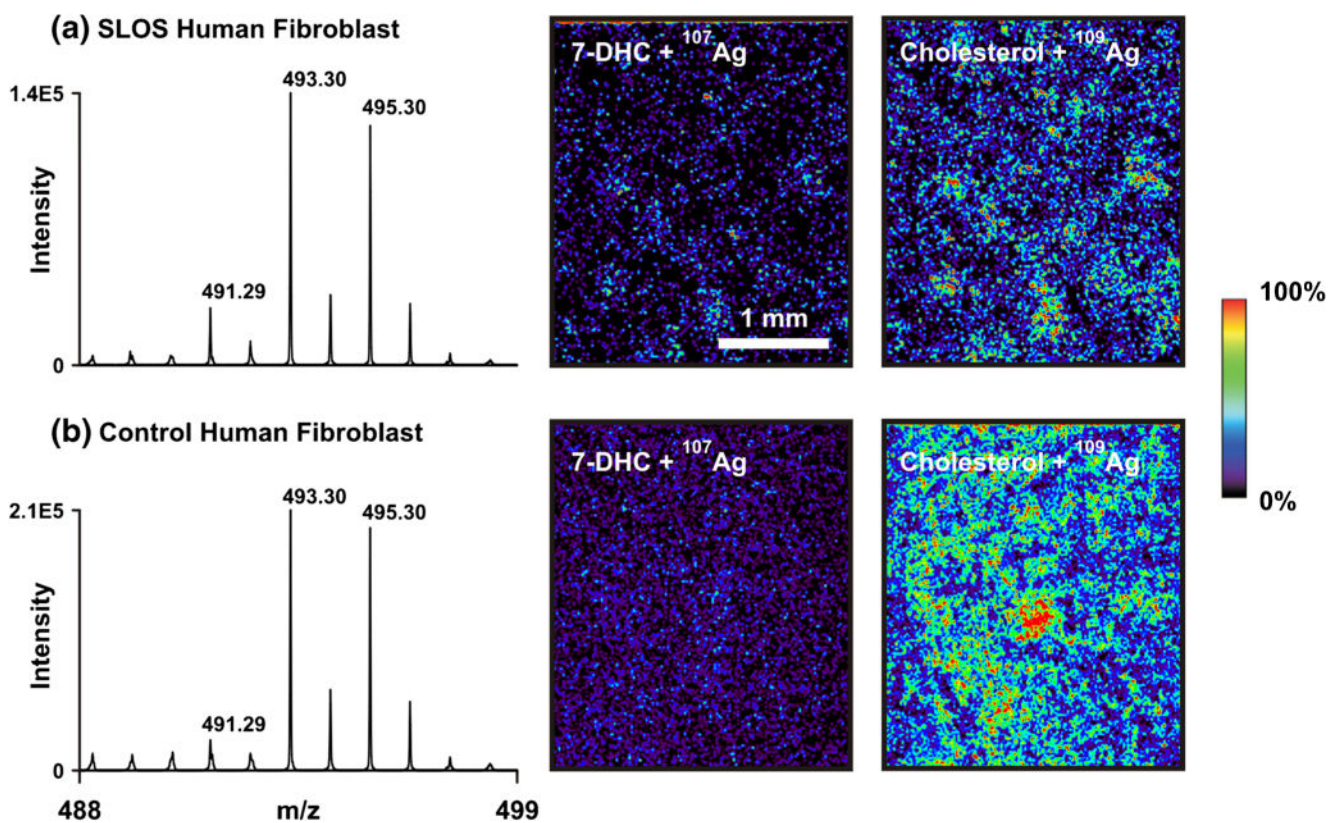 (a) SLOS Human Fibroblast
1.4E5
493.30
495.30
491.29
Intensity
0
7-DHC + ¹⁰⁷Ag
1 mm
Cholesterol + ¹⁰⁹Ag
100%
0%
(b) Control Human Fibroblast
2.1E5
493.30
495.30
491.29
Intensity
0
488
m/z
499
7-DHC + ¹⁰⁷Ag
Cholesterol + ¹⁰⁹Ag